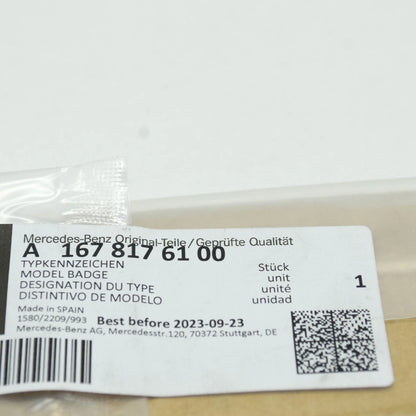 Mercedes-Benz Original-Teile / Geprüfte Qualität
A 167 817 61 00
TYPKENNZEICHEN
MODEL BADGE
DESIGNATION DU TYPE
DISTINTIVO DE MODELO
Stück
unit
unité
unidad
1
Made in SPAIN
1580/2209/993
Best before 2023-09-23
Mercedes-Benz AG, Mercedesstr.120, 70372 Stuttgart, DE